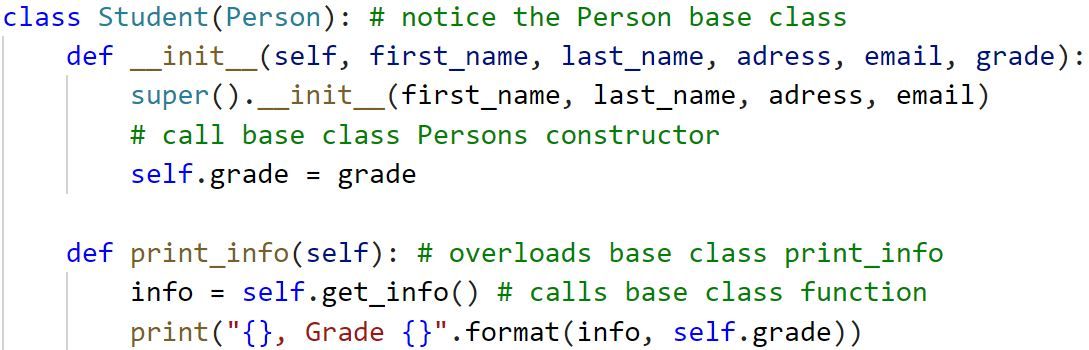 class Student(Person): # notice the Person base class
    def __init__(self, first_name, last_name, adress, email, grade):
        super().__init__(first_name, last_name, adress, email)
        # call base class Persons constructor
        self.grade = grade

    def print_info(self): # overloads base class print_info
        info = self.get_info() # calls base class function
        print("{}, Grade {}".format(info, self.grade))